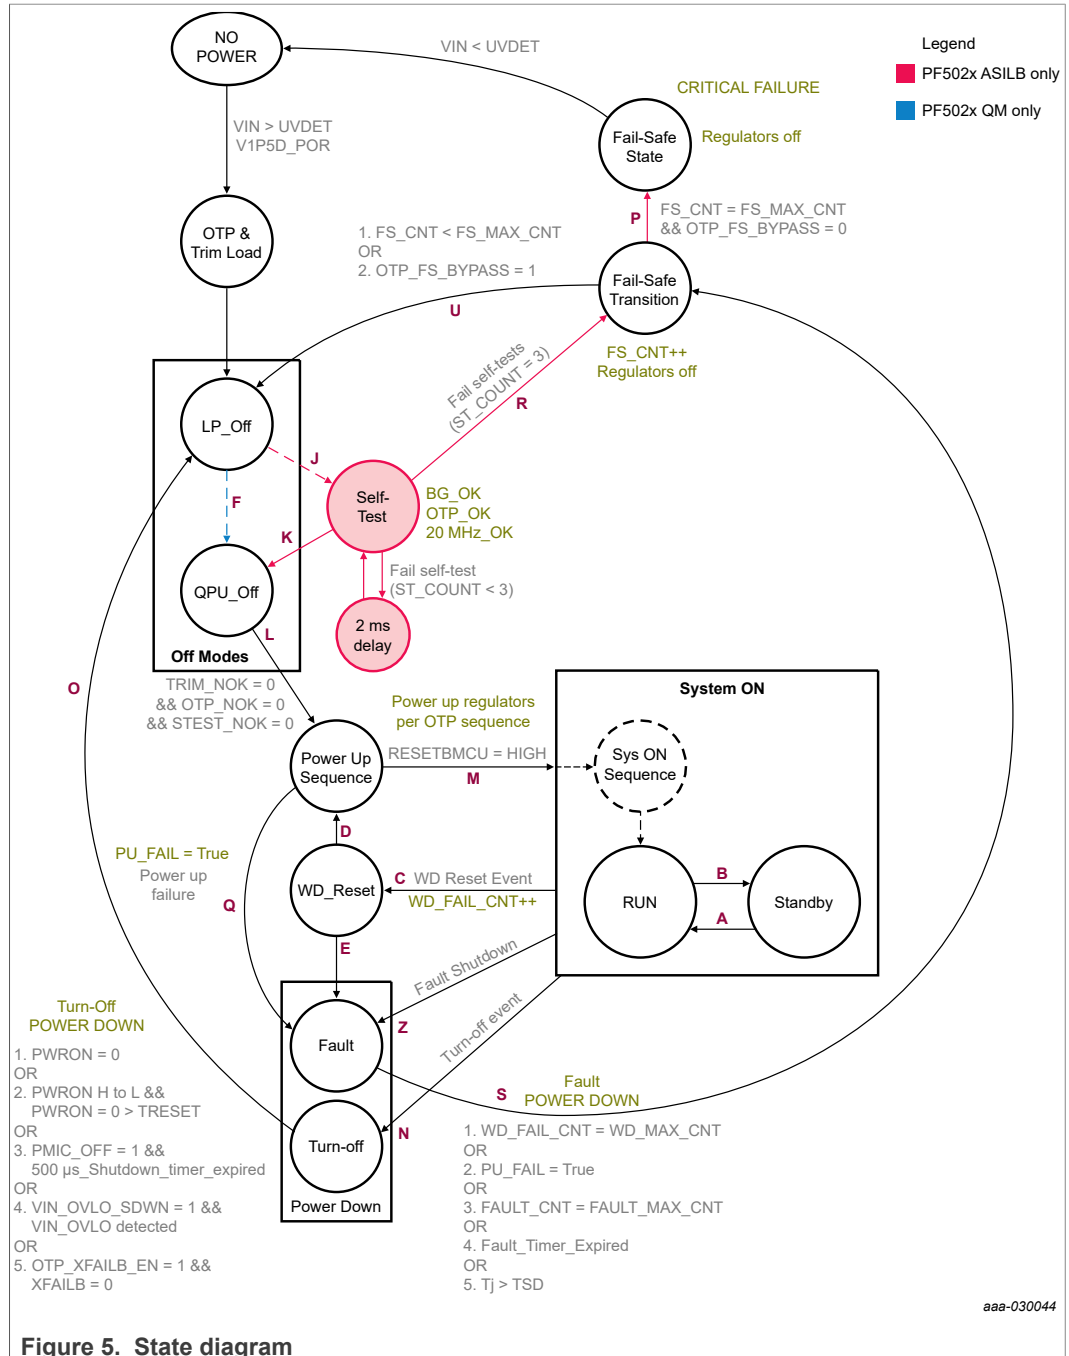 NO
POWER
VIN < UVDET
Legend
PF502x ASILB only
PF502x QM only
CRITICAL FAILURE
Fail-Safe
State
Regulators off
VIN > UVDET
V1P5D_POR
P
FS_CNT = FS_MAX_CNT
&& OTP_FS_BYPASS = 0
OTP &
Trim Load
1. FS_CNT < FS_MAX_CNT
OR
2. OTP_FS_BYPASS = 1
Fail-Safe
Transition
U
FS_CNT++
Regulators off
Fail self-tests
(ST_COUNT = 3)
R
LP_Off
J
F
Self-
Test
BG_OK
OTP_OK
20 MHz_OK
K
Fail self-test
(ST_COUNT < 3)
QPU_Off
2 ms
delay
L
Off Modes
O
TRIM_NOK = 0
&& OTP_NOK = 0
&& STEST_NOK = 0
Power up regulators
per OTP sequence
System ON
Power Up
Sequence
RESETBMCU = HIGH
M
Sys ON
Sequence
D
PU_FAIL = True
Power up
failure
Q
WD_Reset
C
WD Reset Event
WD_FAIL_CNT++
RUN
B
A
Standby
E
Fault Shutdown
Z
Turn-off event
Fault
Turn-Off
POWER DOWN
1. PWRON = 0
OR
2. PWRON H to L &&
PWRON = 0 > TRESET
OR
3. PMIC_OFF = 1 &&
500 µs_Shutdown_timer_expired
OR
4. VIN_OVLO_SDWN = 1 &&
VIN_OVLO detected
OR
5. OTP_XFAILB_EN = 1 &&
XFAILB = 0
S
Fault
POWER DOWN
N
Turn-off
Power Down
1. WD_FAIL_CNT = WD_MAX_CNT
OR
2. PU_FAIL = True
OR
3. FAULT_CNT = FAULT_MAX_CNT
OR
4. Fault_Timer_Expired
OR
5. Tj > TSD
aaa-030044
Figure 5. State diagram